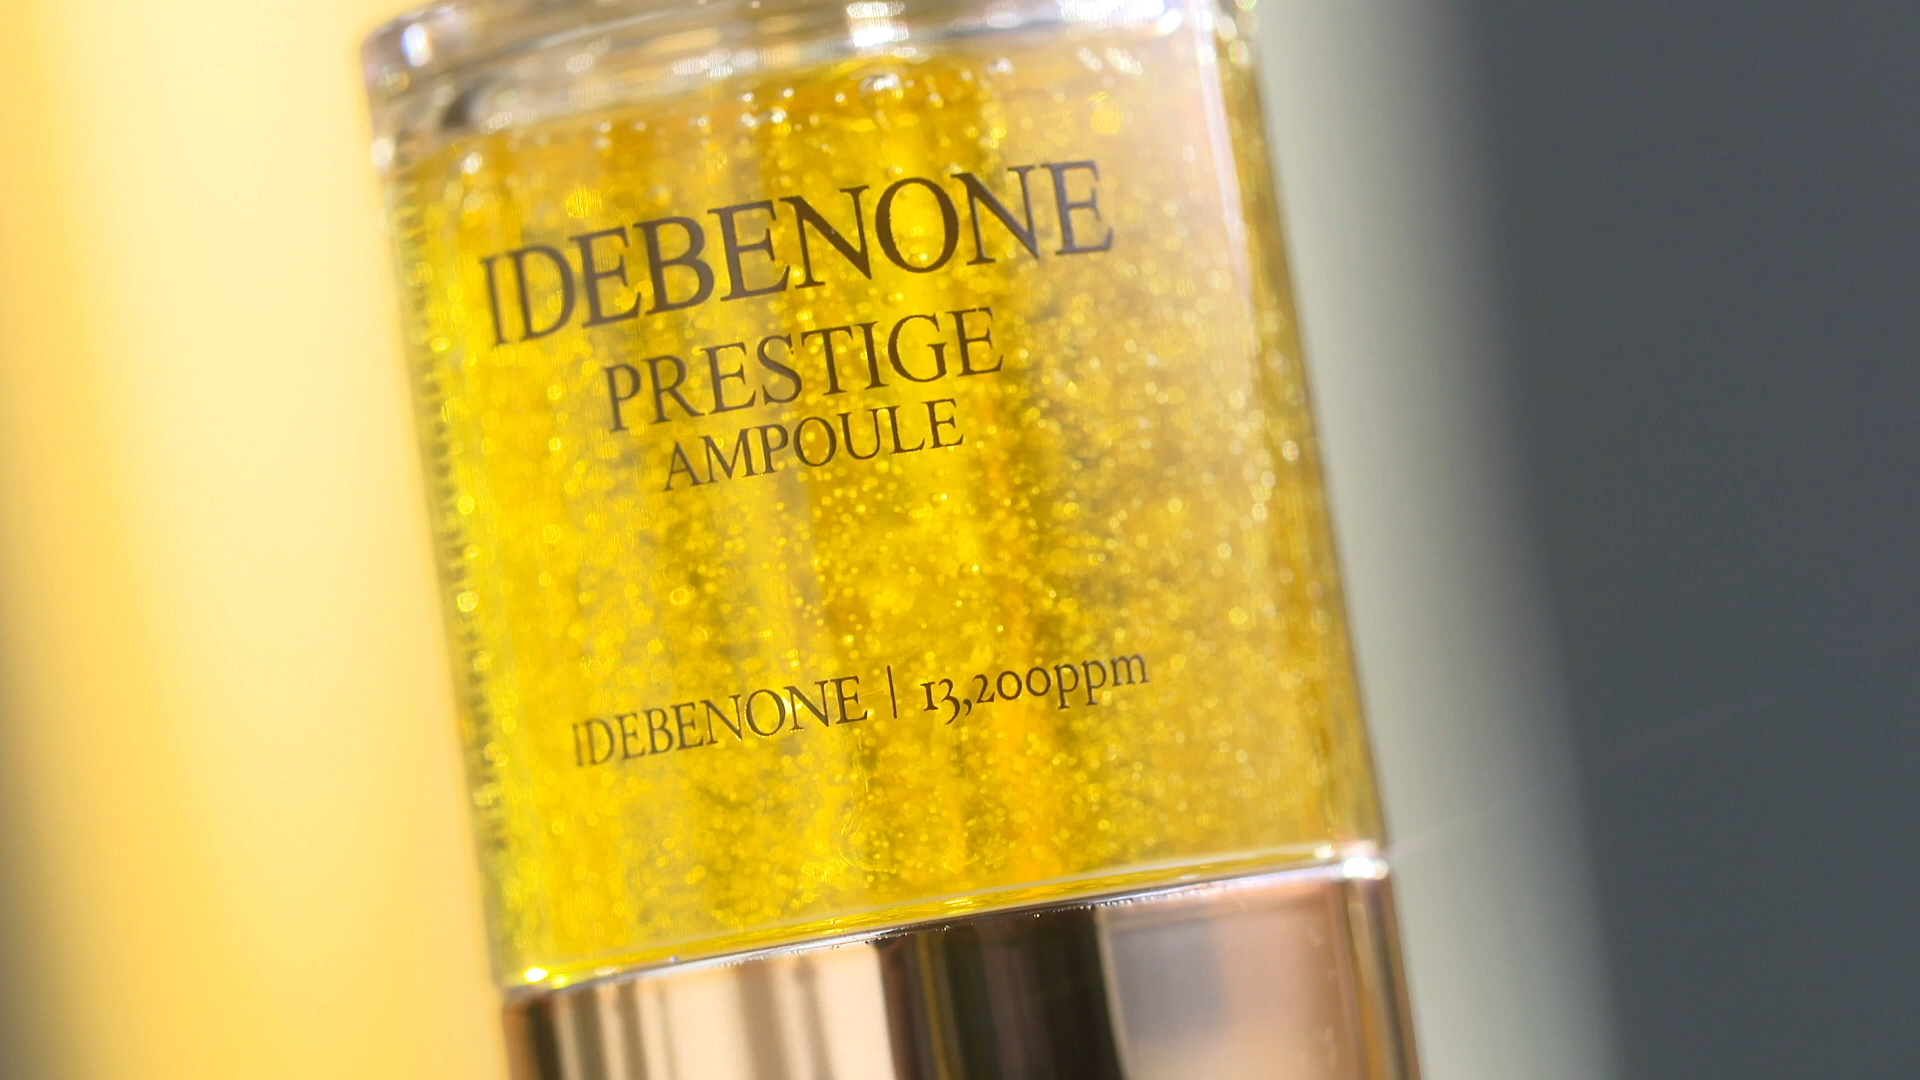 IDEBENONE
PRESTIGE
AMPOULE
IDEBENONE | 13,200ppm